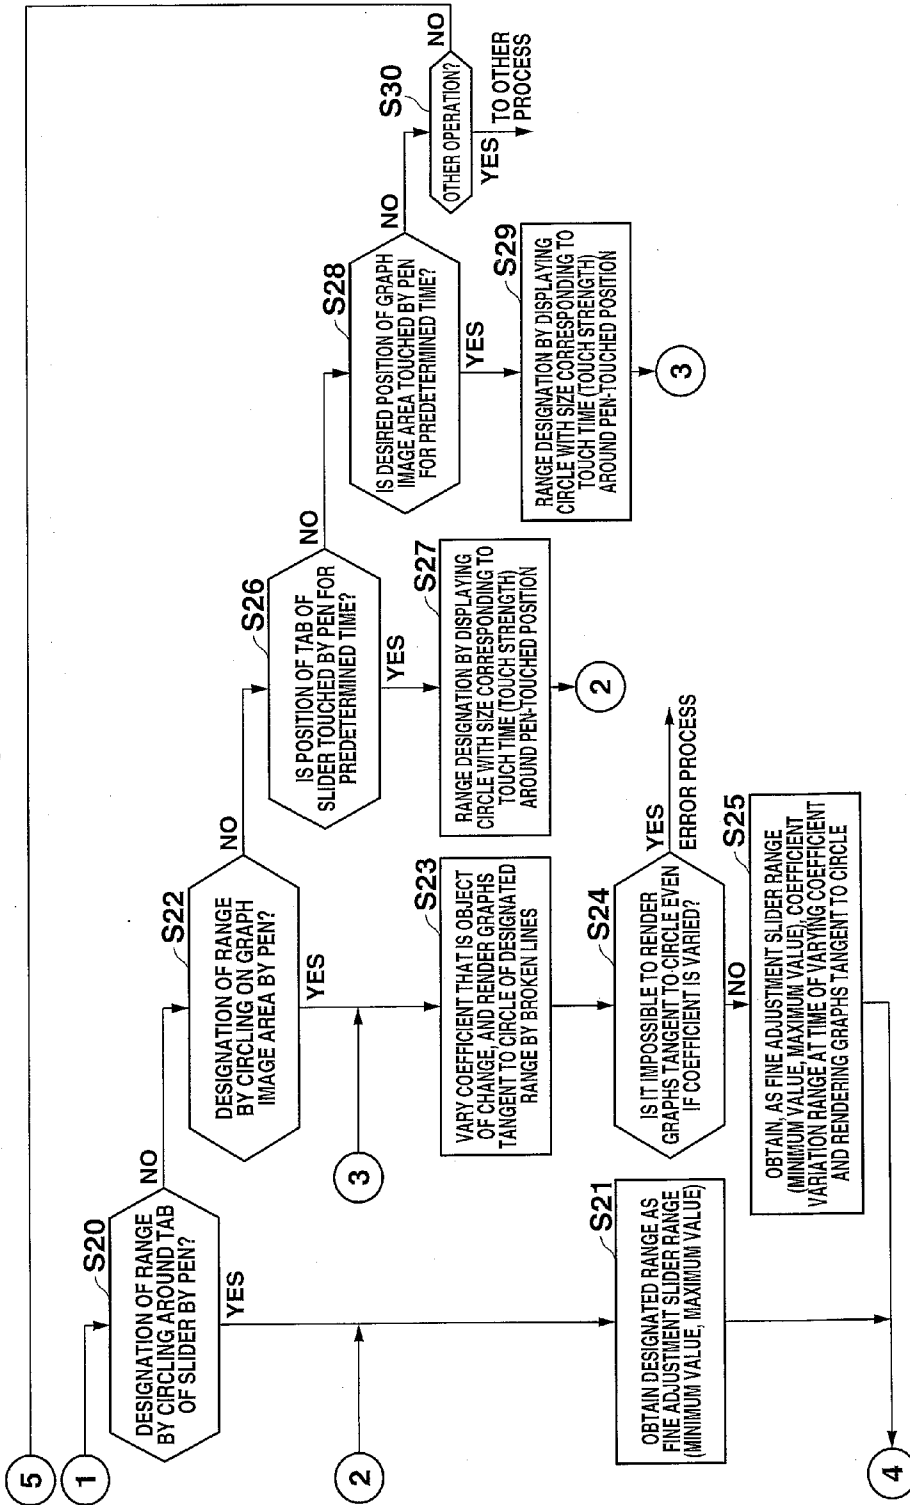 5
1
S20
DESIGNATION OF RANGE
BY CIRCLING AROUND TAB
OF SLIDER BY PEN?
NO
YES
2
S21
OBTAIN DESIGNATED RANGE AS
FINE ADJUSTMENT SLIDER RANGE
(MINIMUM VALUE, MAXIMUM VALUE)
4
S22
DESIGNATION OF RANGE
BY CIRCLING ON GRAPH
IMAGE AREA BY PEN?
NO
YES
3
S23
VARY COEFFICIENT THAT IS OBJECT
OF CHANGE, AND RENDER GRAPHS
TANGENT TO CIRCLE OF DESIGNATED
RANGE BY BROKEN LINES
S24
IS IT IMPOSSIBLE TO RENDER
GRAPHS TANGENT TO CIRCLE EVEN
IF COEFFICIENT IS VARIED?
YES
ERROR PROCESS
NO
S25
OBTAIN, AS FINE ADJUSTMENT SLIDER RANGE
(MINIMUM VALUE, MAXIMUM VALUE), COEFFICIENT
VARIATION RANGE AT TIME OF VARYING COEFFICIENT
AND RENDERING GRAPHS TANGENT TO CIRCLE
S26
IS POSITION OF TAB OF
SLIDER TOUCHED BY PEN FOR
PREDETERMINED TIME?
NO
YES
S27
RANGE DESIGNATION BY DISPLAYING
CIRCLE WITH SIZE CORRESPONDING TO
TOUCH TIME (TOUCH STRENGTH)
AROUND PEN-TOUCHED POSITION
2
S28
IS DESIRED POSITION OF GRAPH
IMAGE AREA TOUCHED BY PEN
FOR PREDETERMINED TIME?
NO
YES
S29
RANGE DESIGNATION BY DISPLAYING
CIRCLE WITH SIZE CORRESPONDING TO
TOUCH TIME (TOUCH STRENGTH)
AROUND PEN-TOUCHED POSITION
3
S30
OTHER OPERATION?
NO
YES
TO OTHER
PROCESS